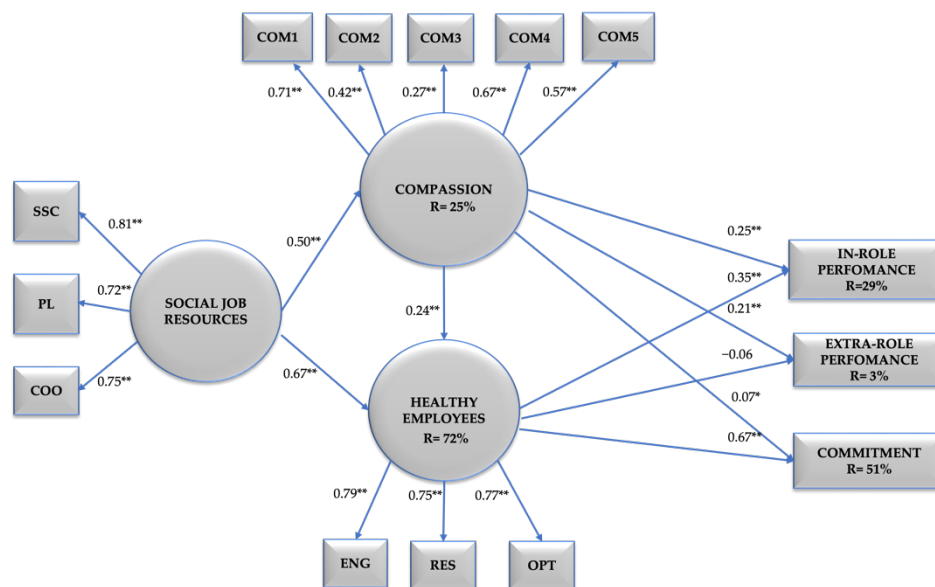 COM1
COM2
COM3
COM4
COM5
0.71**
0.42**
0.27**
0.67**
0.57**
COMPASSION
R= 25%
SSC
PL
COO
0.81**
0.72**
0.75**
SOCIAL JOB
RESOURCES
0.50**
0.67**
0.24**
HEALTHY
EMPLOYEES
R= 72%
0.25**
0.35**
0.21**
−0.06
0.07*
0.67**
IN-ROLE
PERFOMANCE
R=29%
EXTRA-ROLE
PERFOMANCE
R= 3%
COMMITMENT
R= 51%
0.79**
0.75**
0.77**
ENG
RES
OPT